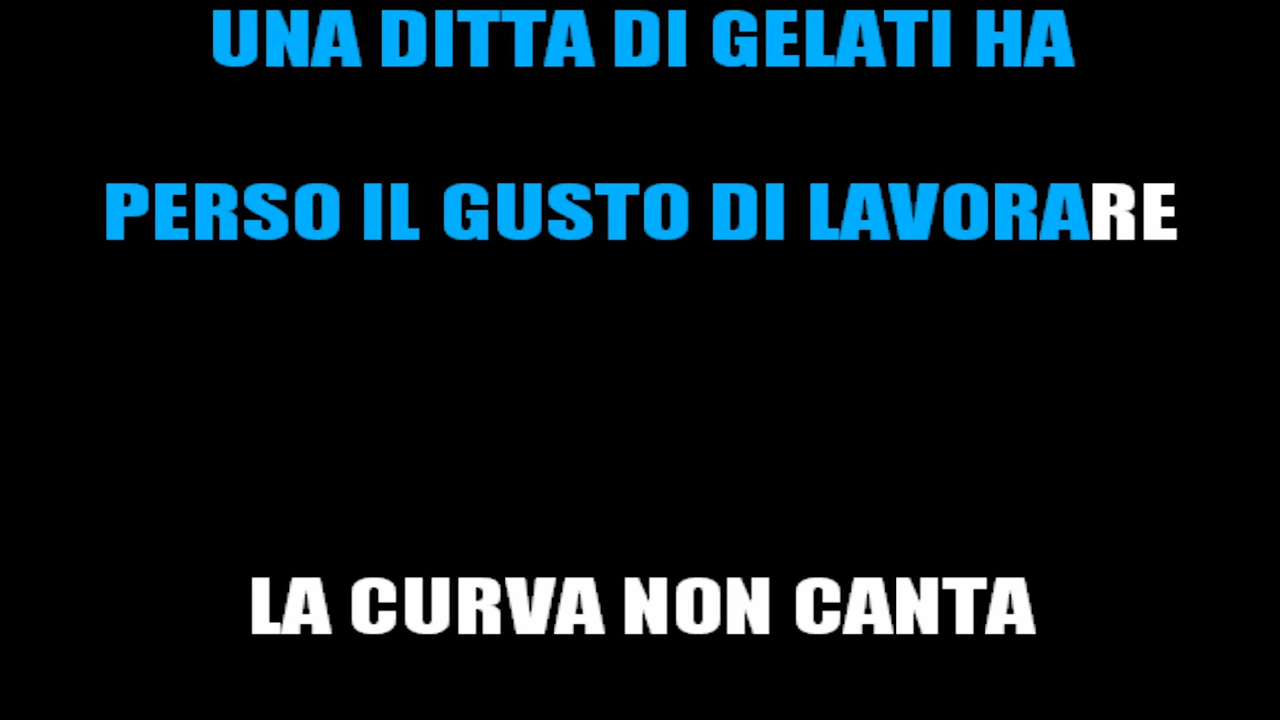 UNA DITTA DI GELATI HA
PERSO IL GUSTO DI LAVORARE
LA CURVA NON CANTA